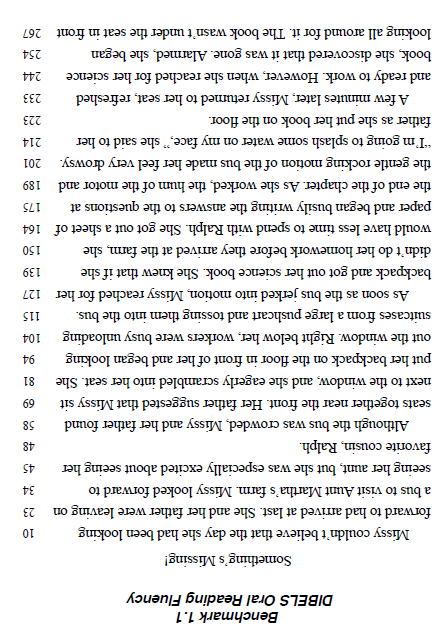 Benchmark 1.1
DIBELS Oral Reading Fluency
Something's Missing!
Missy couldn't believe that the day she had been looking 10
forward to had arrived at last. She and her father were leaving on 23
a bus to visit Aunt Martha's farm. Missy looked forward to 34
seeing her aunt, but she was especially excited about seeing her 45
favorite cousin, Ralph. 48
Although the bus was crowded, Missy and her father found 58
seats together near the front. Her father suggested that Missy sit 69
next to the window, and she eagerly scrambled into her seat. She 81
put her backpack on the floor in front of her and began looking 94
out the window. Right below her, workers were busy unloading 104
suitcases from a large pushcart and tossing them into the bus. 115
As soon as the bus jerked into motion, Missy reached for her 127
backpack and got out her science book. She knew that if she 139
didn't do her homework before they arrived at the farm, she 150
would have less time to spend with Ralph. She got out a sheet of 164
paper and began busily writing the answers to the questions at 175
the end of the chapter. As she worked, the hum of the motor and 189
the gentle rocking motion of the bus made her feel very drowsy. 201
"I'm going to splash some water on my face," she said to her 214
father as she put her book on the floor. 223
A few minutes later, Missy returned to her seat, refreshed 233
and ready to work. However, when she reached for her science 244
book, she discovered that it was gone. Alarmed, she began 254
looking all around for it. The book wasn't under the seat in front 267